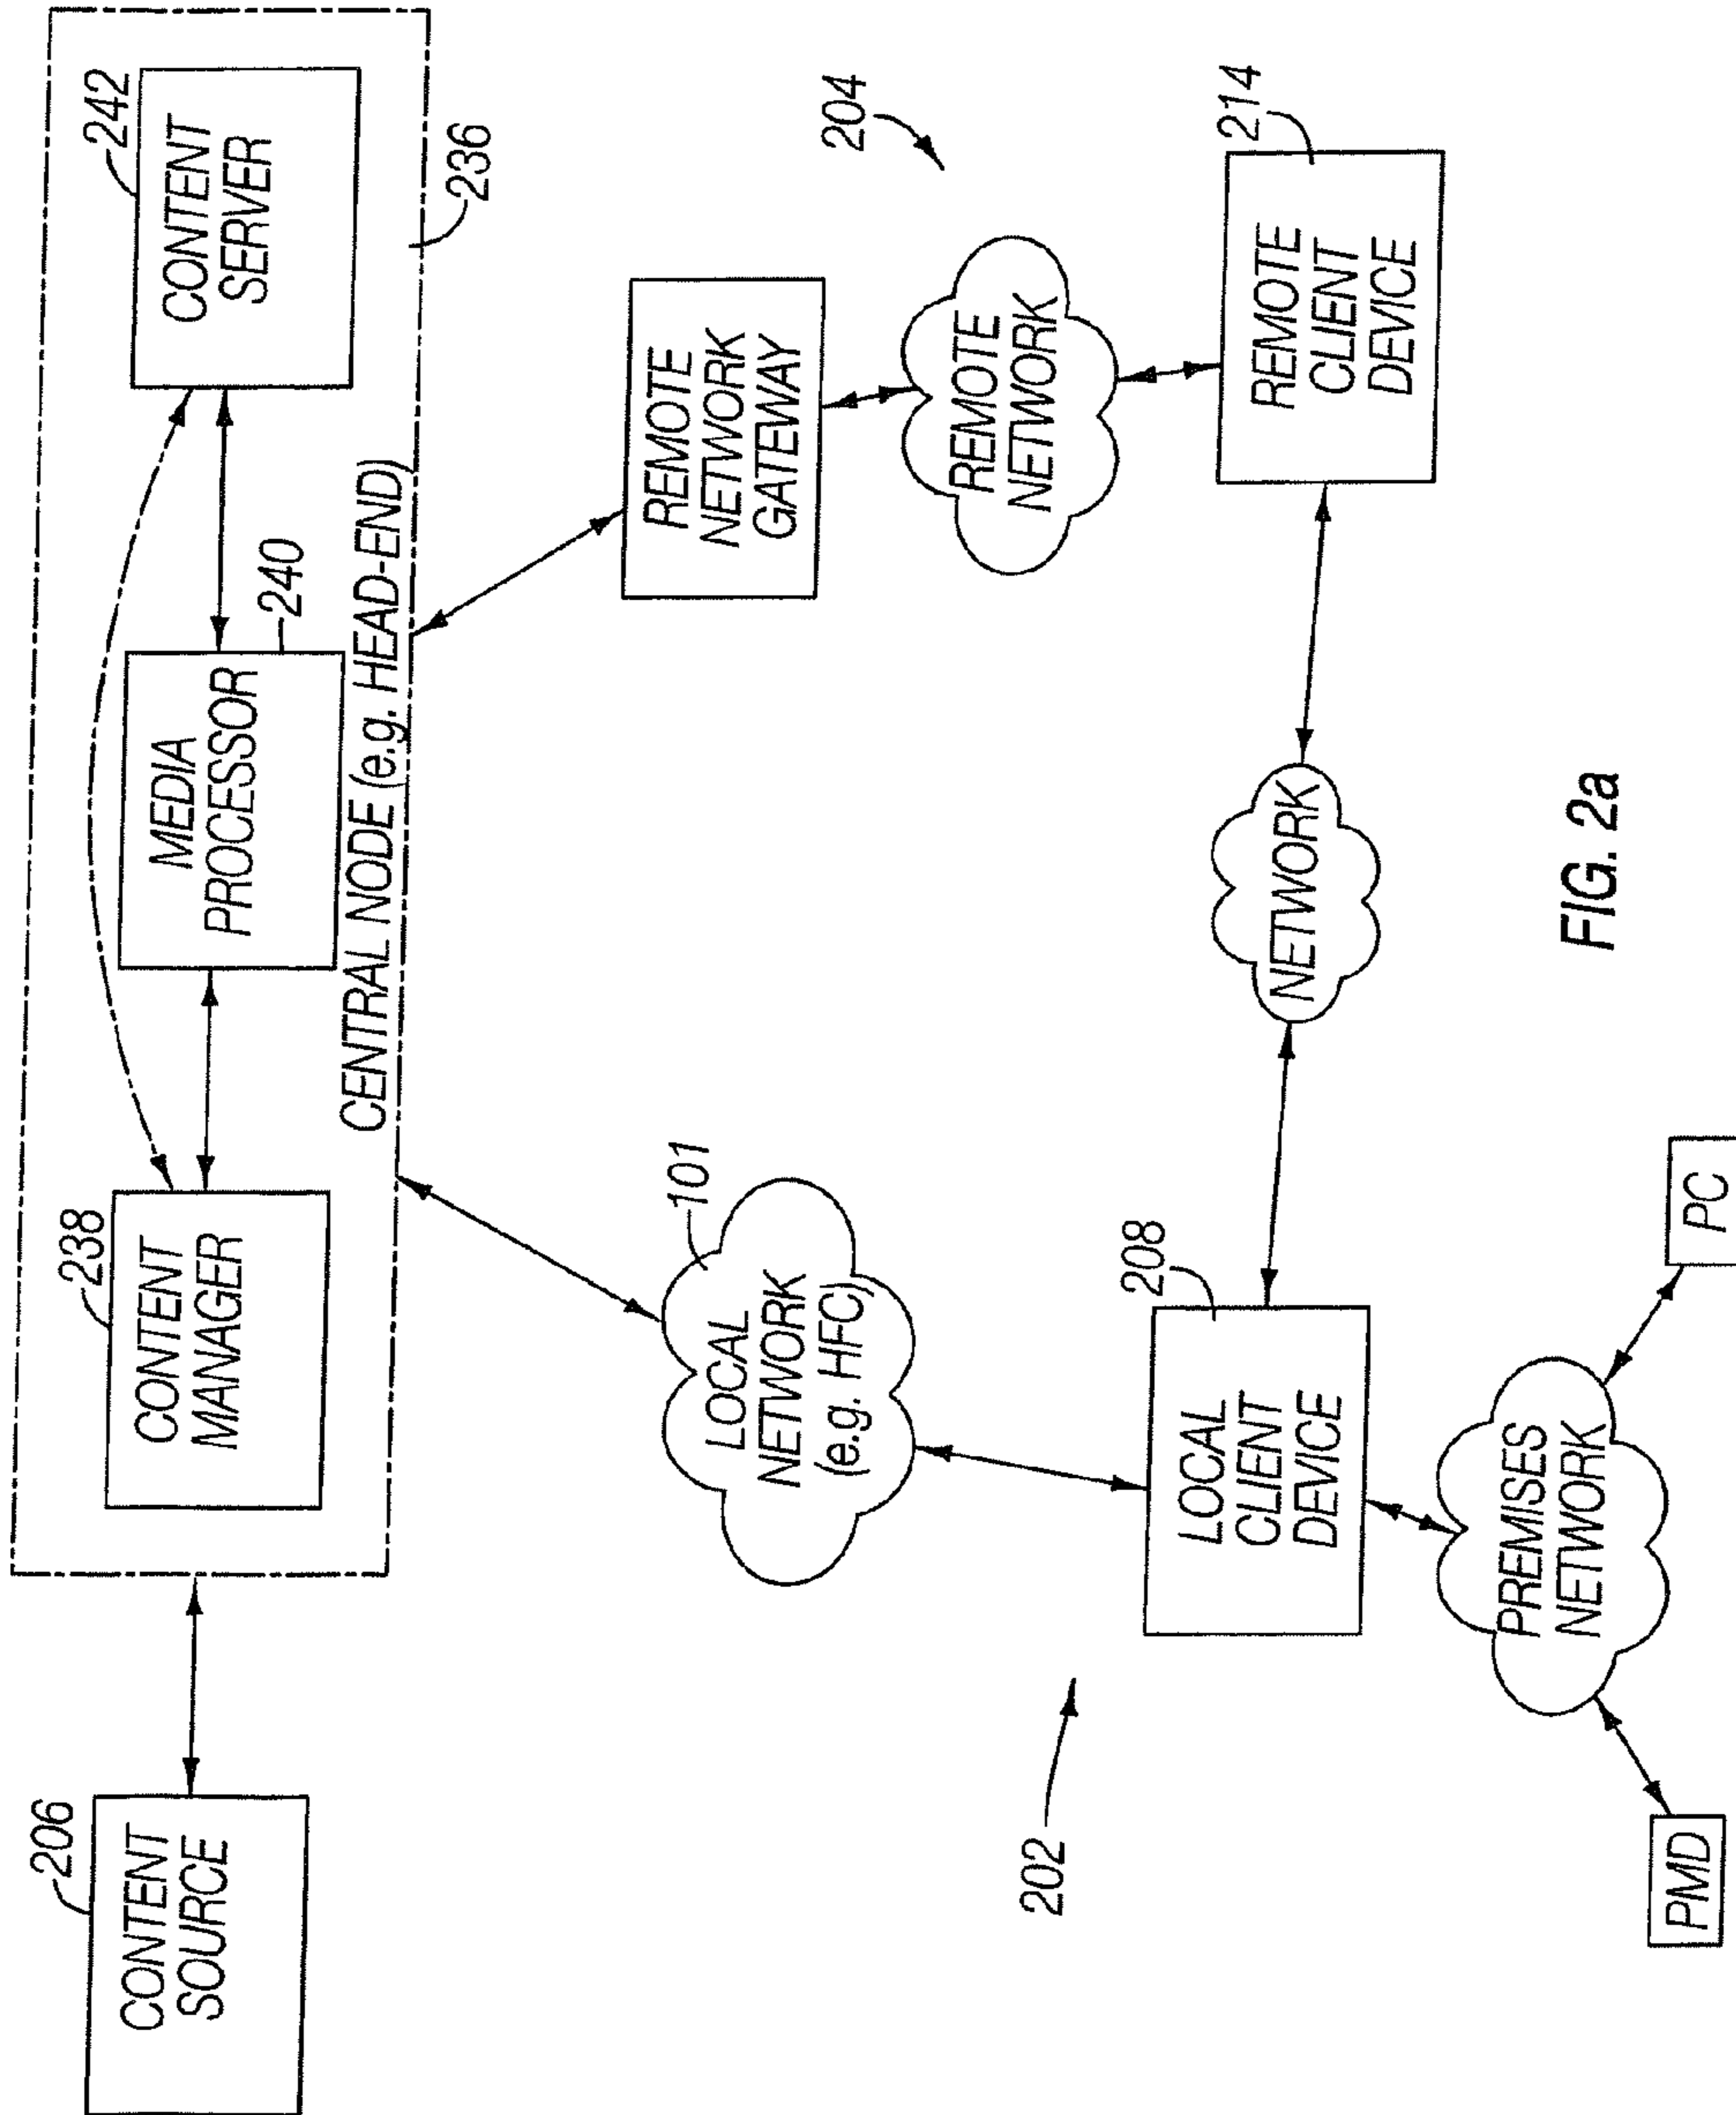 206
CONTENT
SOURCE
238
CONTENT
MANAGER
MEDIA
PROCESSOR
240
242
CONTENT
SERVER
CENTRAL NODE (e.g. HEAD-END)
236
101
LOCAL
NETWORK
(e.g. HFC)
REMOTE
NETWORK
GATEWAY
204
REMOTE
NETWORK
202
208
LOCAL
CLIENT
DEVICE
NETWORK
214
REMOTE
CLIENT
DEVICE
PREMISES
NETWORK
PMD
PC
FIG. 2a